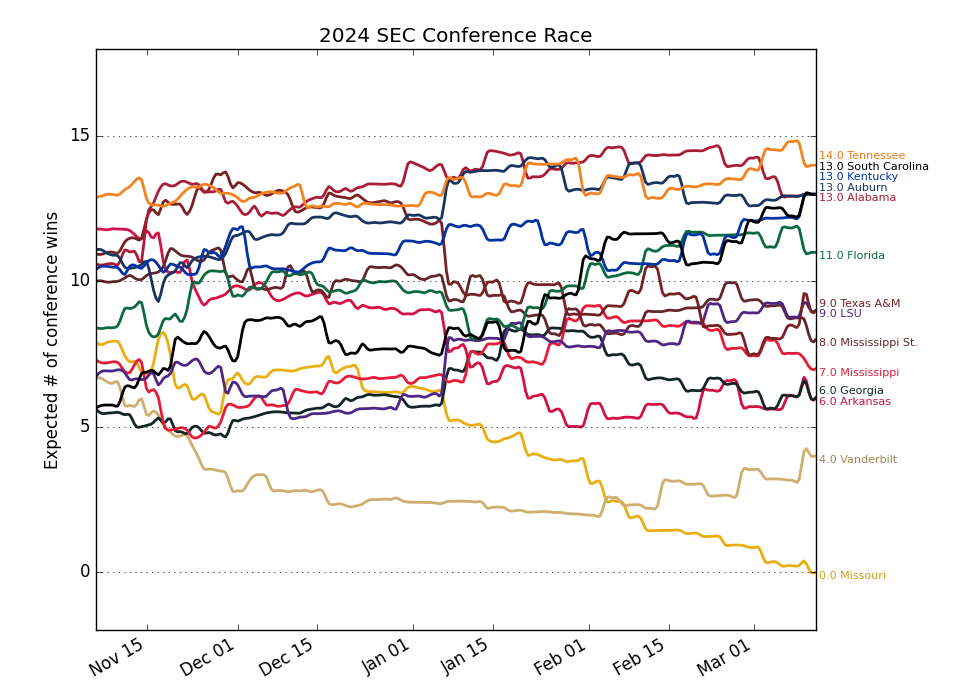 2024 SEC Conference Race
Expected # of conference wins
15
10
5
0
Nov 15
Dec 01
Dec 15
Jan 01
Jan 15
Feb 01
Feb 15
Mar 01
14.0 Tennessee
13.0 South Carolina
13.0 Kentucky
13.0 Auburn
13.0 Alabama
11.0 Florida
9.0 Texas A&M
9.0 LSU
8.0 Mississippi St.
7.0 Mississippi
6.0 Georgia
6.0 Arkansas
4.0 Vanderbilt
0.0 Missouri